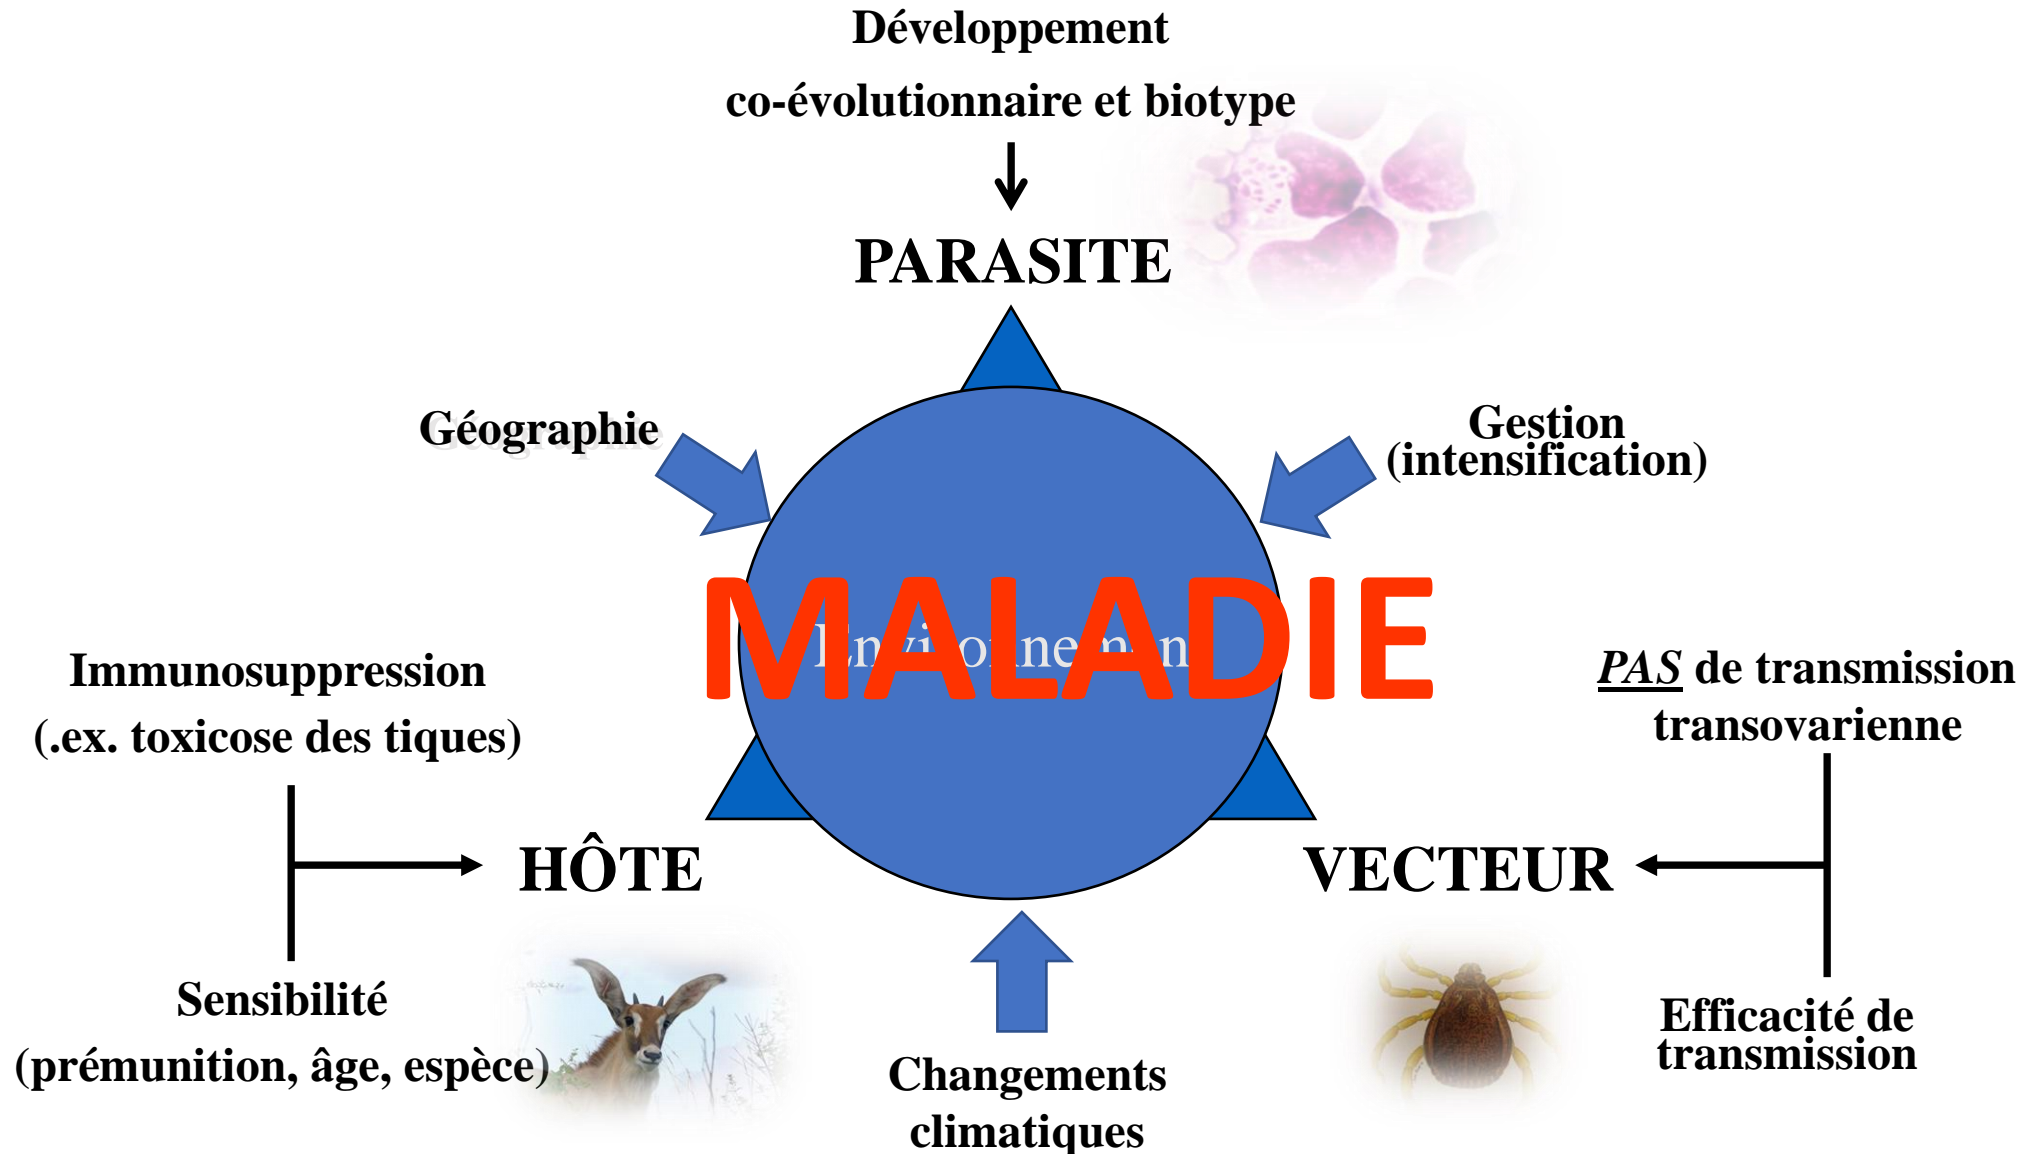 Développement
co-évolutionnaire et biotype
PARASITE
Géographie
Gestion
(intensification)
MALADIE
Environnement
Immunosuppression
(.ex. toxicose des tiques)
PAS de transmission
transovarienne
HÔTE
VECTEUR
Sensibilité
(prémunition, âge, espèce)
Efficacité de
transmission
Changements
climatiques